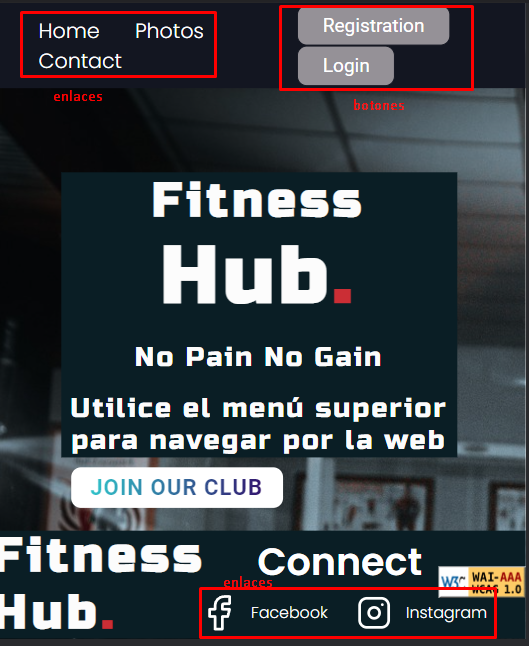 Home Photos
Contact
Registration
Login
enlaces
botones
Fitness
Hub.
No Pain No Gain
Utilice el menú superior
para navegar por la web
JOIN OUR CLUB
Fitness
Hub.
Connect
enlaces
Facebook Instagram
W3C WAI-AAA
WCAG 1.0